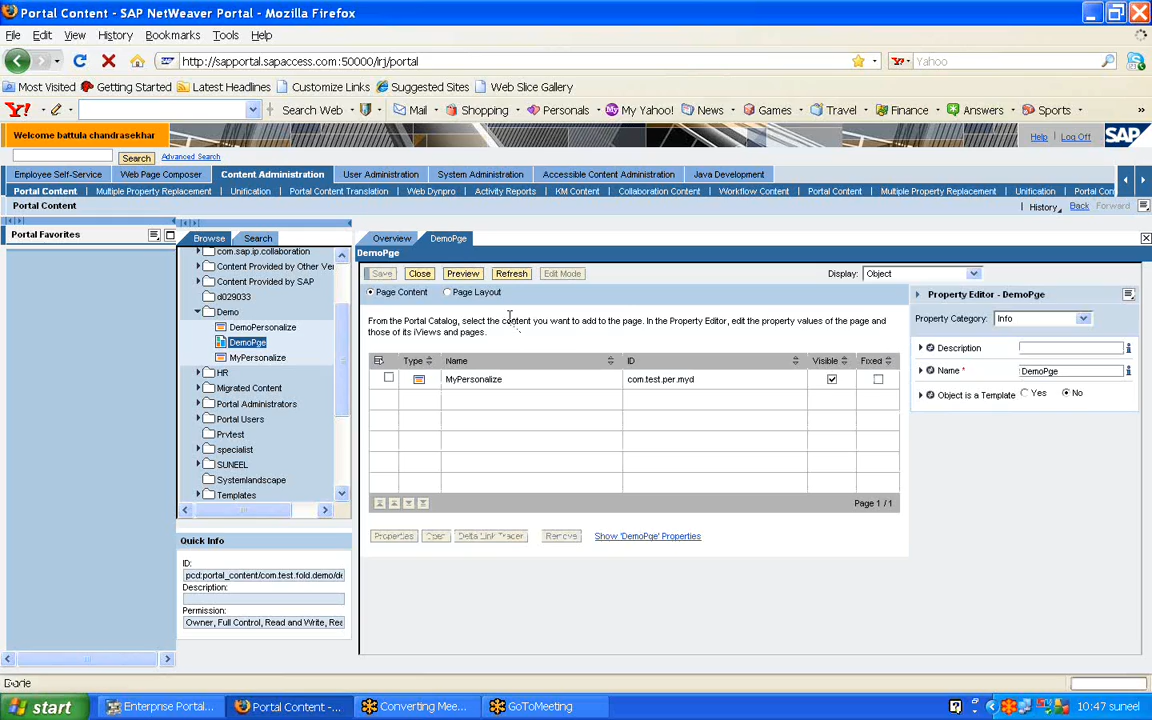 Portal Content - SAP NetWeaver Portal - Mozilla Firefox
File Edit View History Bookmarks Tools Help
http://sapportal.sapaccess.com:50000/irj/portal
Yahoo
Most Visited Getting Started Latest Headlines Customize Links Suggested Sites Web Slice Gallery
Search Web Mail Shopping Personals My Yahoo! News Games Travel Finance Answers Sports »
Welcome battula chandrasekhar
Help Log Off SAP
Search Advanced Search
Employee Self-Service Web Page Composer Content Administration User Administration System Administration Accessible Content Administration Java Development
Portal Content Multiple Property Replacement Unification Portal Content Translation Web Dynpro Activity Reports KM Content Collaboration Content Workflow Content Portal Content Multiple Property Replacement Unification Portal Con
Portal Content
History Back Forward
Portal Favorites
Browse Search
com.sap.ip.collaboration
Content Provided by Other Ver
Content Provided by SAP
d029033
Demo
DemoPersonalize
DemoPge
MyPersonalize
HR
Migrated Content
Portal Administrators
Portal Users
Prvtest
specialist
SUNEEL
Systemlandscape
Templates
Quick Info
ID:
pcd:portal_content/com.test.fold.demo/de
Description:
Permission:
Owner, Full Control, Read and Write, Rea
Overview DemoPge
DemoPge
Save Close Preview Refresh Edit Mode Display: Object
Page Content Page Layout
From the Portal Catalog, select the content you want to add to the page. In the Property Editor, edit the property values of the page and
those of its iViews and pages.
Type Name ID Visible Fixed
MyPersonalize com.test.per.myd
Page 1 / 1
Properties Open Delta Link Tracer Remove Show 'DemoPge' Properties
Property Editor - DemoPge
Property Category: Info
Description
Name * DemoPge
Object is a Template Yes No
Done
start Enterprise Portal... Portal Content -... Converting Mee... GoToMeeting 10:47 suneel